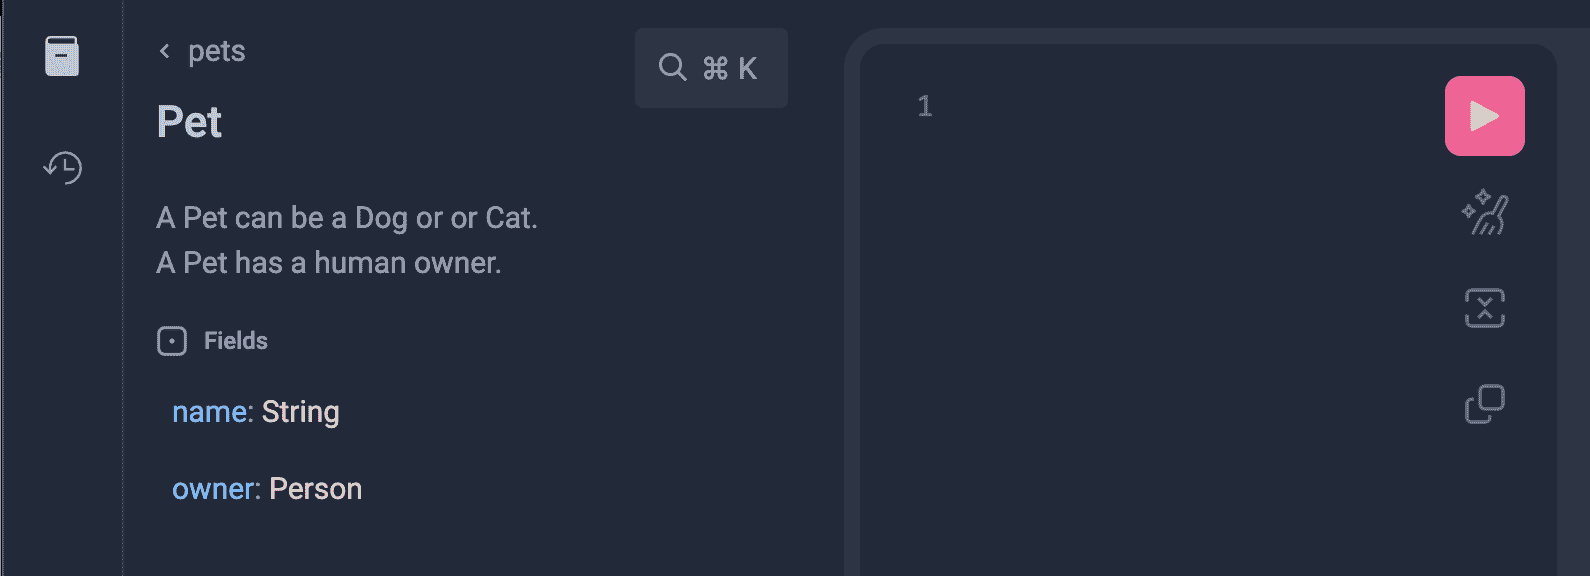 < pets
⌘ K
Pet
A Pet can be a Dog or or Cat.
A Pet has a human owner.
Fields
name: String
owner: Person
1